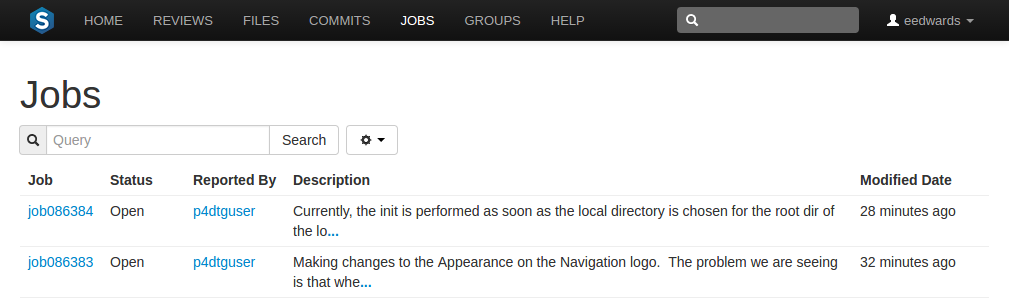 S HOME REVIEWS FILES COMMITS JOBS GROUPS HELP eedwards
Jobs
Query Search
Job Status Reported By Description Modified Date
job086384 Open p4dtguser Currently, the init is performed as soon as the local directory is chosen for the root dir of 28 minutes ago
the lo...
job086383 Open p4dtguser Making changes to the Appearance on the Navigation logo.  The problem we are seeing 32 minutes ago
is that whe...